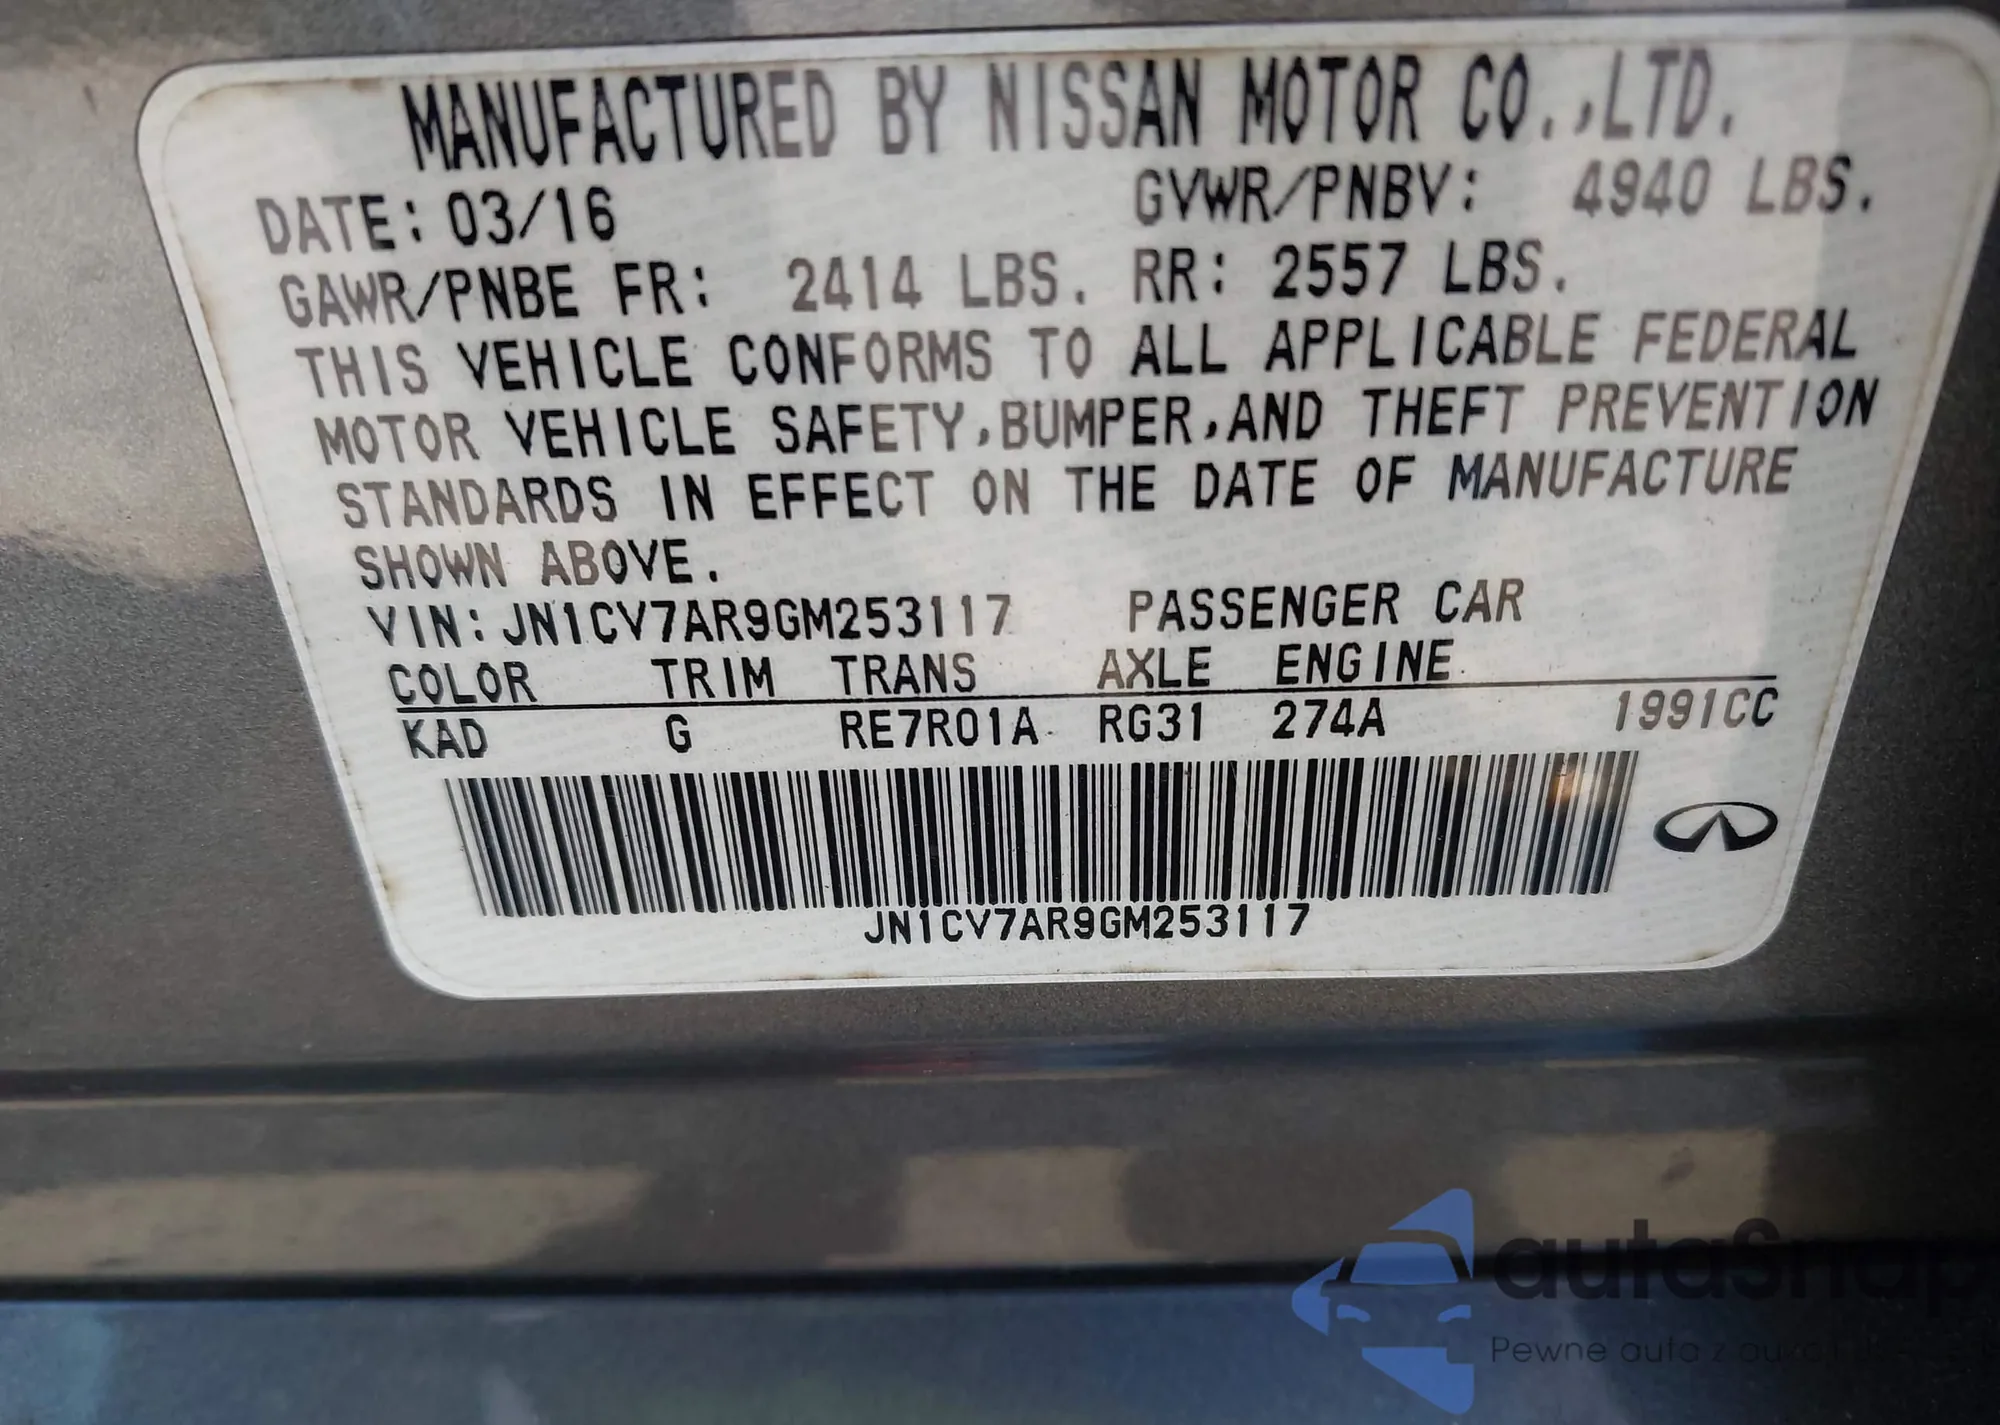 MANUFACTURED BY NISSAN MOTOR CO.,LTD.
DATE: 03/16 GVWR/PNBV: 4940 LBS.
GAWR/PNBE FR: 2414 LBS. RR: 2557 LBS.
THIS VEHICLE CONFORMS TO ALL APPLICABLE FEDERAL
MOTOR VEHICLE SAFETY,BUMPER,AND THEFT PREVENTION
STANDARDS IN EFFECT ON THE DATE OF MANUFACTURE
SHOWN ABOVE.
VIN: JN1CV7AR9GM253117 PASSENGER CAR
COLOR TRIM TRANS AXLE ENGINE
KAD G RE7R01A RG31 274A 1991CC
JN1CV7AR9GM253117
autaSnap
Pewne auta z